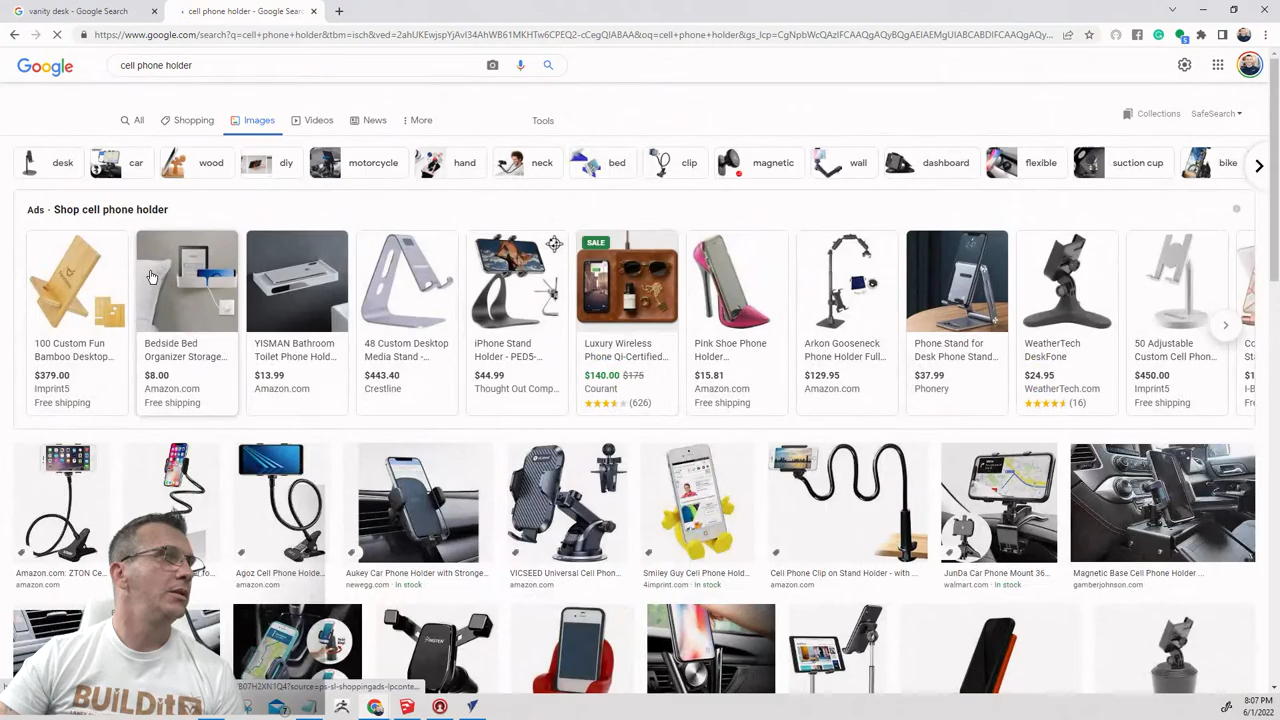 vanity desk - Google Search
cell phone holder - Google Sear
https://www.google.com/search?q=cell+phone+holder&tbm=isch&ved=2ahUKEwjspYjAvI34AhWB61MKHTw6CPEQ2-cCegQIABAA&oq=cell+phone+holder&gs_lcp=CgNpbWcQAzIFCAAQgAQyBQgAEIAEMgUIABCABDIFCAAQgAQyBQgAEIAEMgUIABCABDIFCAAQgAQyBQgAEIAEMgUIABCABDIFCAAQgAQ...
Google
cell phone holder
All
Shopping
Images
Videos
News
More
Tools
Collections
SafeSearch
desk
car
wood
diy
motorcycle
hand
neck
bed
clip
magnetic
wall
dashboard
flexible
suction cup
bike
Ads · Shop cell phone holder
SALE
100 Custom Fun
Bamboo Desktop...
$379.00
Imprint5
Free shipping
Bedside Bed
Organizer Storage...
$8.00
Amazon.com
Free shipping
YISMAN Bathroom
Toilet Phone Hold...
$13.99
Amazon.com
48 Custom Desktop
Media Stand -...
$443.40
Crestline
iPhone Stand
Holder - PED5-...
$44.99
Thought Out Comp...
Luxury Wireless
Phone Qi-Certified...
$140.00 $175
Courant
(626)
Pink Shoe Phone
Holder...
$15.81
Amazon.com
Free shipping
Arkon Gooseneck
Phone Holder Full...
$129.95
Amazon.com
Phone Stand for
Desk Phone Stand...
$37.99
Phonery
WeatherTech
DeskFone
$24.95
WeatherTech.com
(16)
50 Adjustable
Custom Cell Phon...
$450.00
Imprint5
Free shipping
Amazon.com: ZTON Ce...
amazon.com
Agoz Cell Phone Holde...
amazon.com
Aukey Car Phone Holder with Stronge...
newegg.com · In stock
VICSEED Universal Cell Phon...
amazon.com
Smiley Guy Cell Phone Hold...
4imprint.com · In stock
Cell Phone Clip on Stand Holder - with ...
amazon.com
JunDa Car Phone Mount 36...
walmart.com · In stock
Magnetic Base Cell Phone Holder ...
gamberjohnson.com
BUiLDiT
8:07 PM
6/1/2022